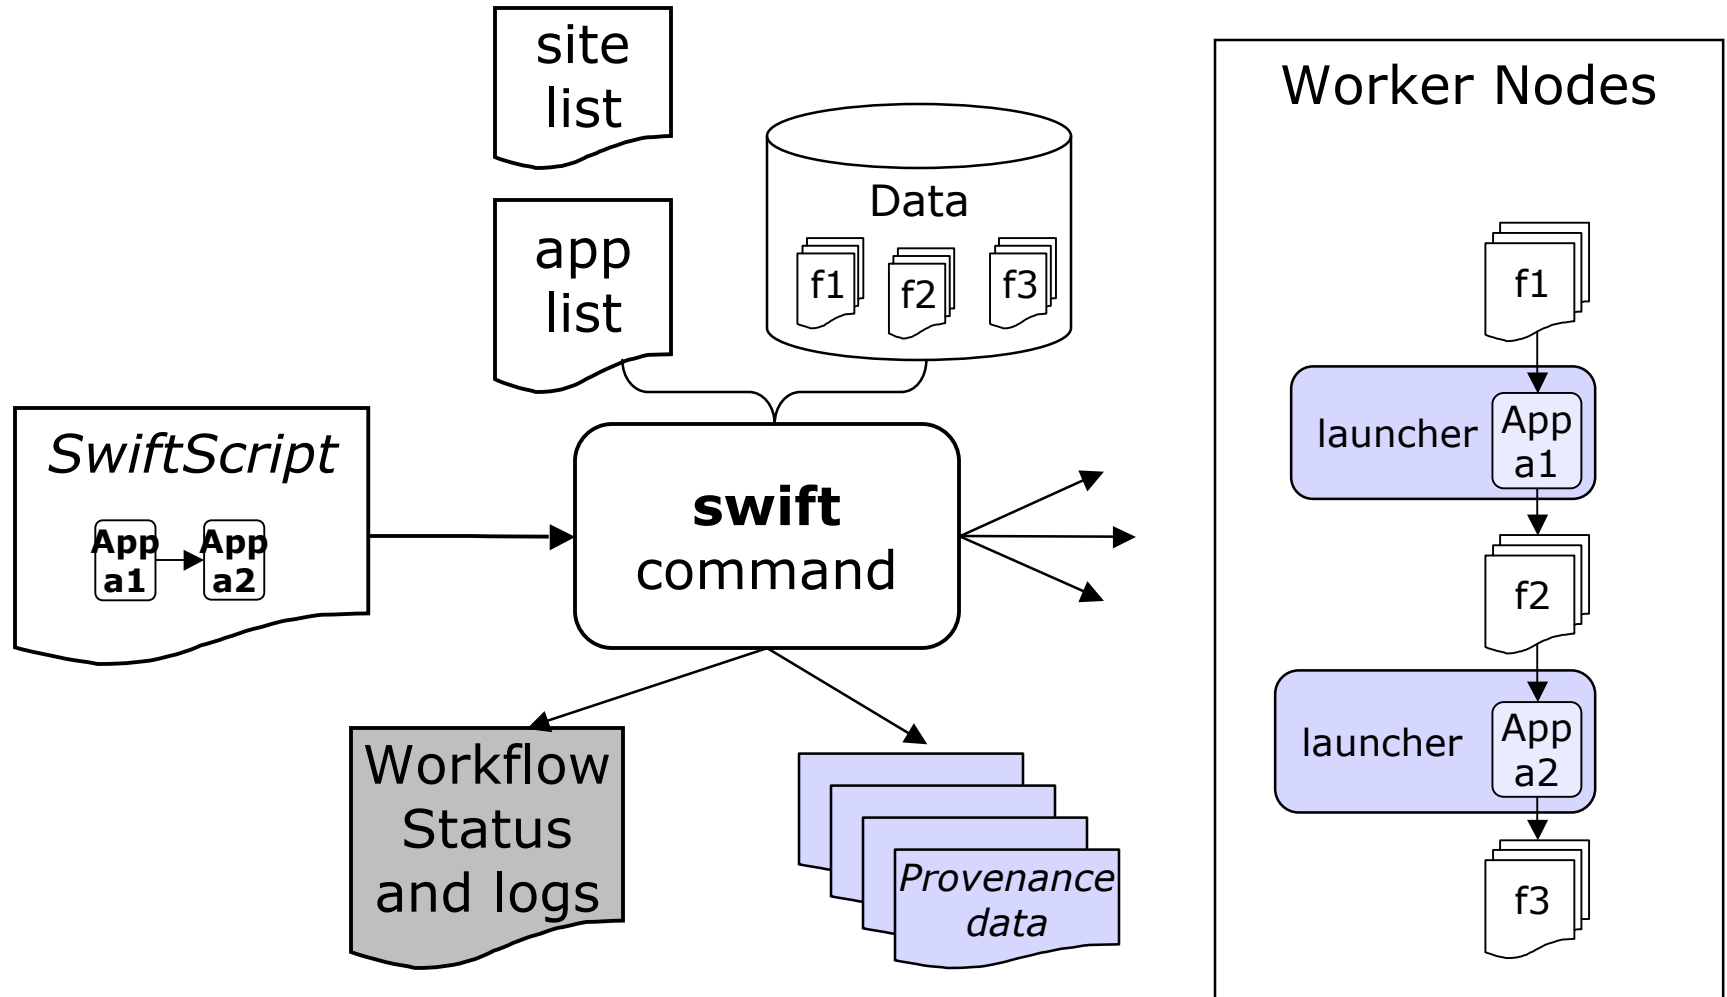 site
list
app
list
Data
f1
f2
f3
SwiftScript
App
a1
App
a2
swift
command
Workflow
Status
and logs
Provenance
data
Worker Nodes
f1
launcher
App
a1
f2
launcher
App
a2
f3